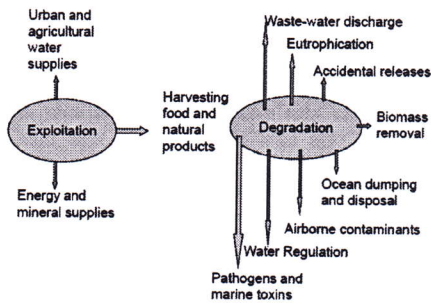 Urban and
agricultural
water
supplies
Exploitation
Harvesting
food and
natural
products
Energy and
mineral supplies
Waste-water discharge
Eutrophication
Accidental releases
Degradation
Biomass
removal
Ocean dumping
and disposal
Airborne contaminants
Water Regulation
Pathogens and
marine toxins